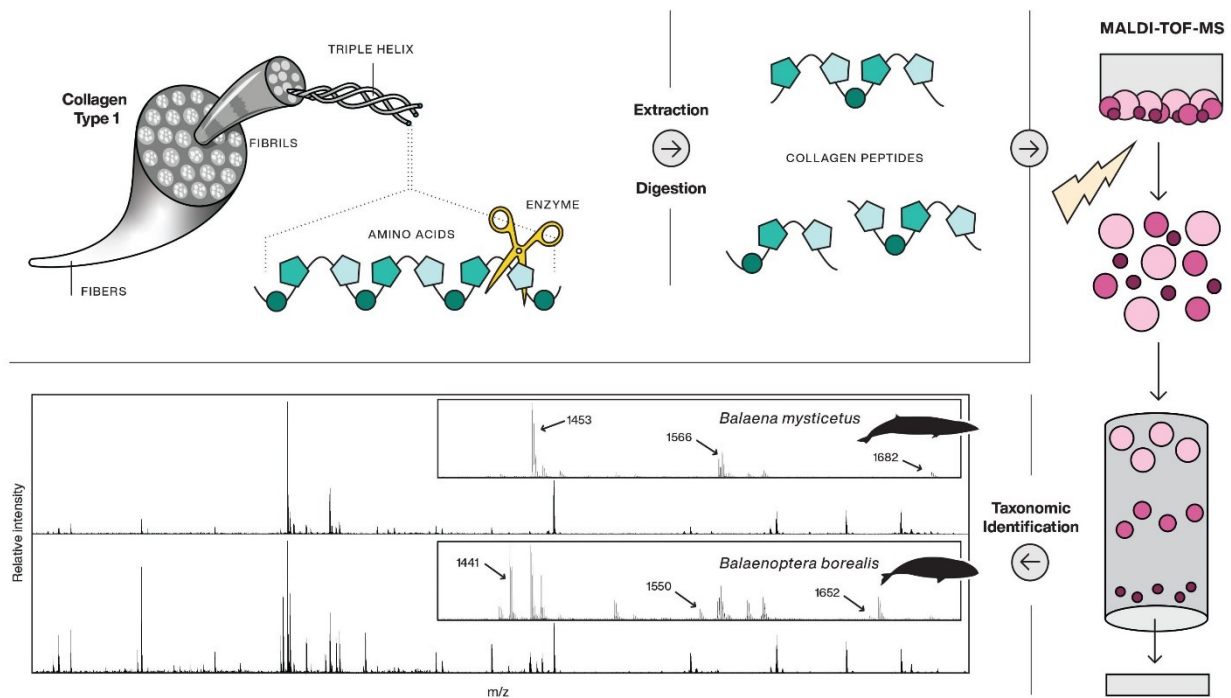 TRIPLE HELIX
Collagen
Type 1
FIBRILS
FIBERS
AMINO ACIDS
ENZYME
Extraction
Digestion
COLLAGEN PEPTIDES
MALDI-TOF-MS
Relative intensity
Balaena mysticetus
1453
1566
1682
Balaenoptera borealis
1441
1550
1652
m/z
Taxonomic
Identification